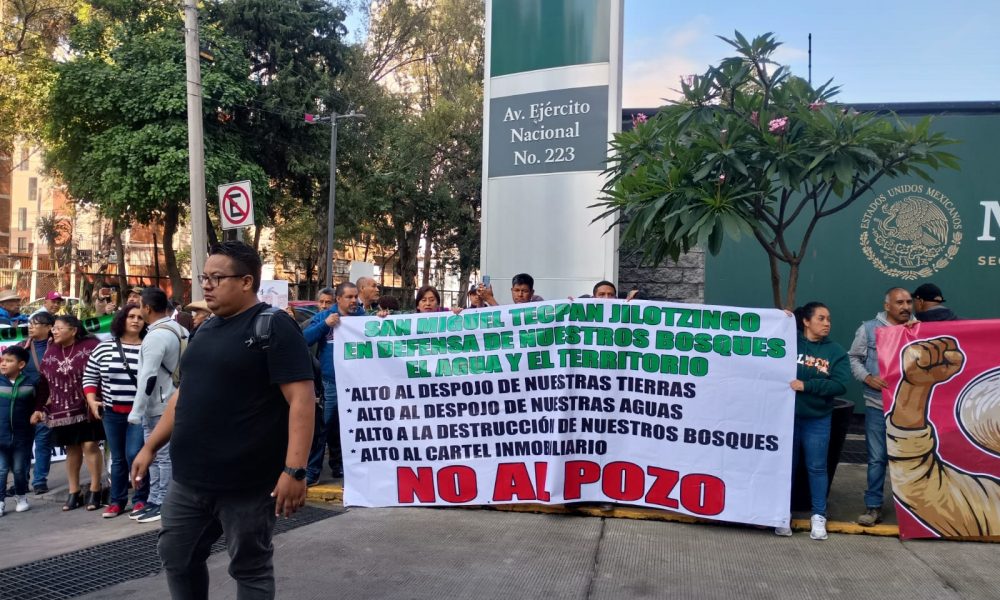 Av. Ejército
Nacional
No. 223
ESTADOS UNIDOS MEXICANOS
SAN MIGUEL TECPAN JILOTZINGO
EN DEFENSA DE NUESTROS BOSQUES
EL AGUA Y EL TERRITORIO
*ALTO AL DESPOJO DE NUESTRAS TIERRAS
*ALTO AL DESPOJO DE NUESTRAS AGUAS
*ALTO A LA DESTRUCCIÓN DE NUESTROS BOSQUES
*ALTO AL CARTEL INMOBILIARIO
NO AL POZO